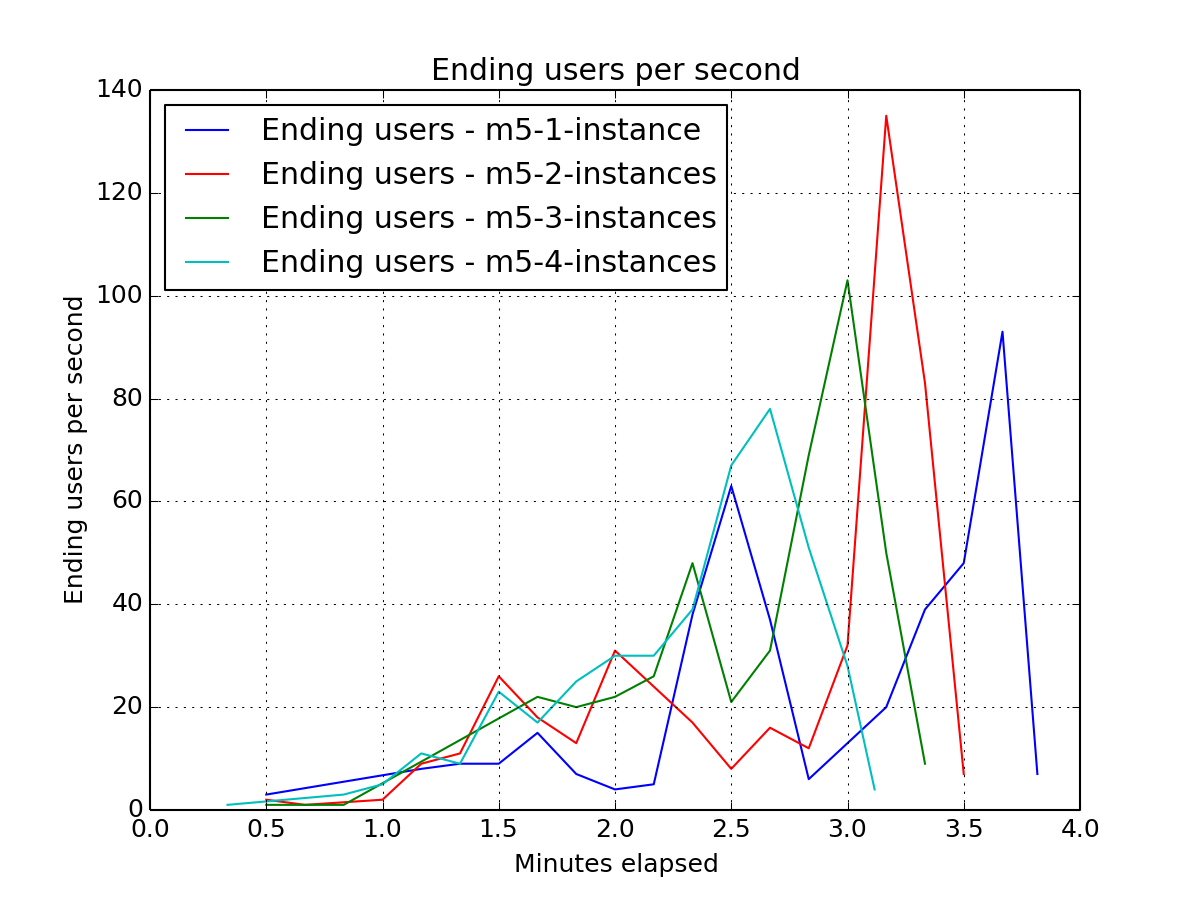 Ending users per second
140
120
100
80
60
40
20
0
Ending users per second
Ending users - m5-1-instance
Ending users - m5-2-instances
Ending users - m5-3-instances
Ending users - m5-4-instances
0.0 0.5 1.0 1.5 2.0 2.5 3.0 3.5 4.0
Minutes elapsed